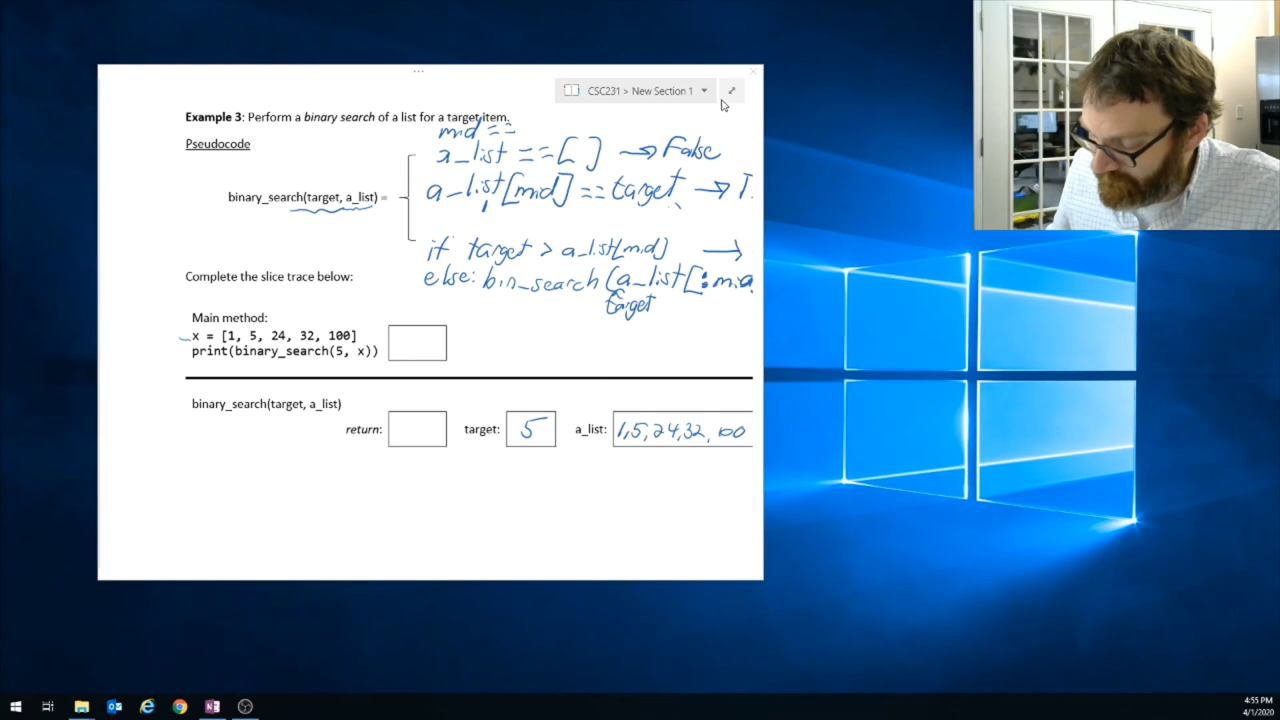 CSC231 > New Section 1
Example 3: Perform a binary search of a list for a target item.
mid ==
Pseudocode
a_list == [ ] → False
a_list[mid] == target → T
binary_search(target, a_list) =
if target > a_list[mid] →
Complete the slice trace below:
else: bin_search(a_list[:mid
target
Main method:
x = [1, 5, 24, 32, 100]
print(binary_search(5, x))
binary_search(target, a_list)
return: target: 5 a_list: 1,5,24,32,100
4:55 PM
4/1/2020